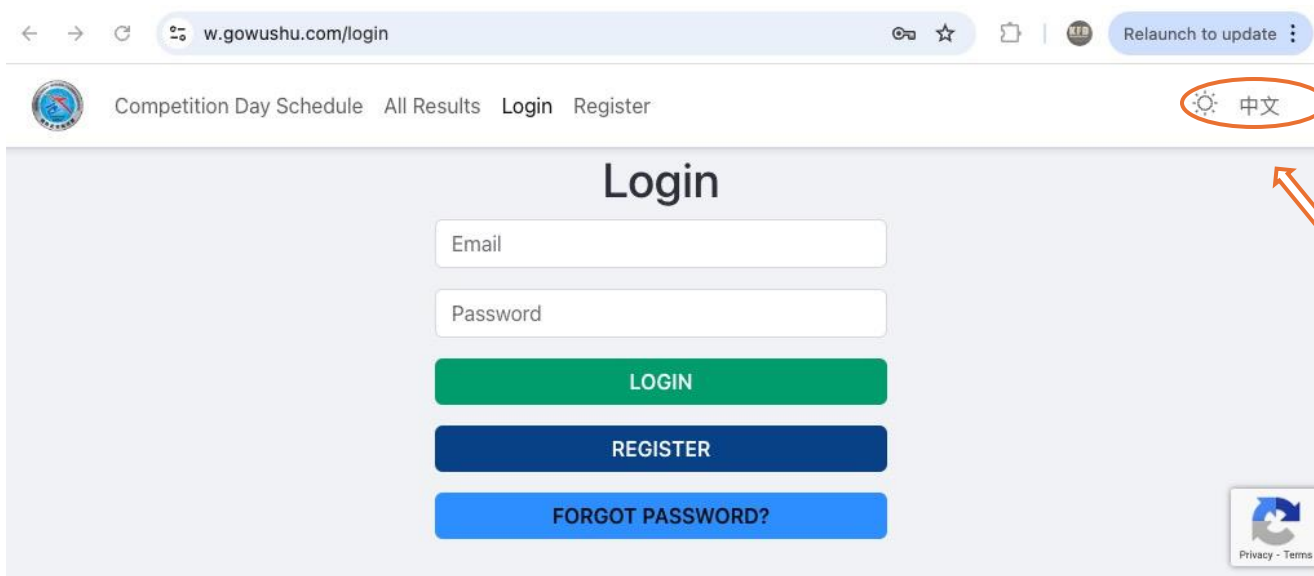 w.gowushu.com/login
Relaunch to update
Competition Day Schedule All Results Login Register
中文
Login
Email
Password
LOGIN
REGISTER
FORGOT PASSWORD?
Privacy - Terms